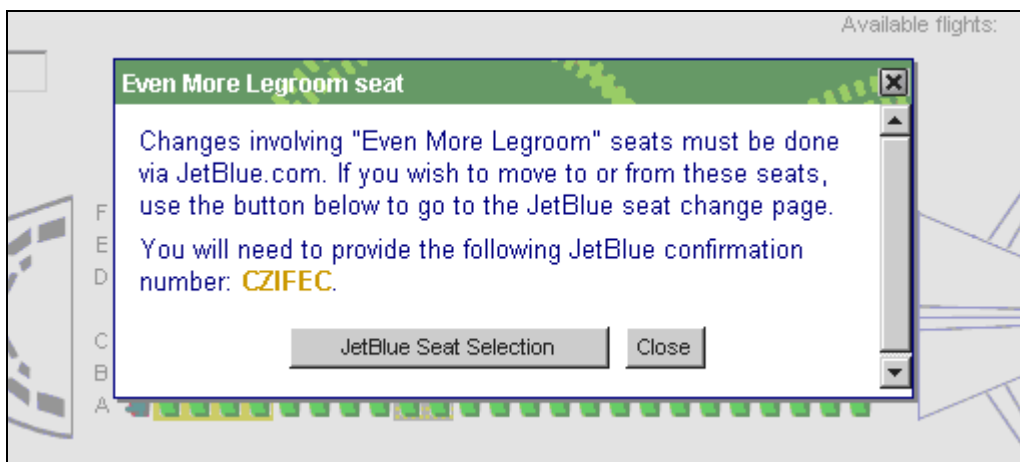 Available flights:
Even More Legroom seat
Changes involving "Even More Legroom" seats must be done
via JetBlue.com. If you wish to move to or from these seats,
use the button below to go to the JetBlue seat change page.
You will need to provide the following JetBlue confirmation
number: CZIFEC.
JetBlue Seat Selection
Close
F
E
D
C
B
A